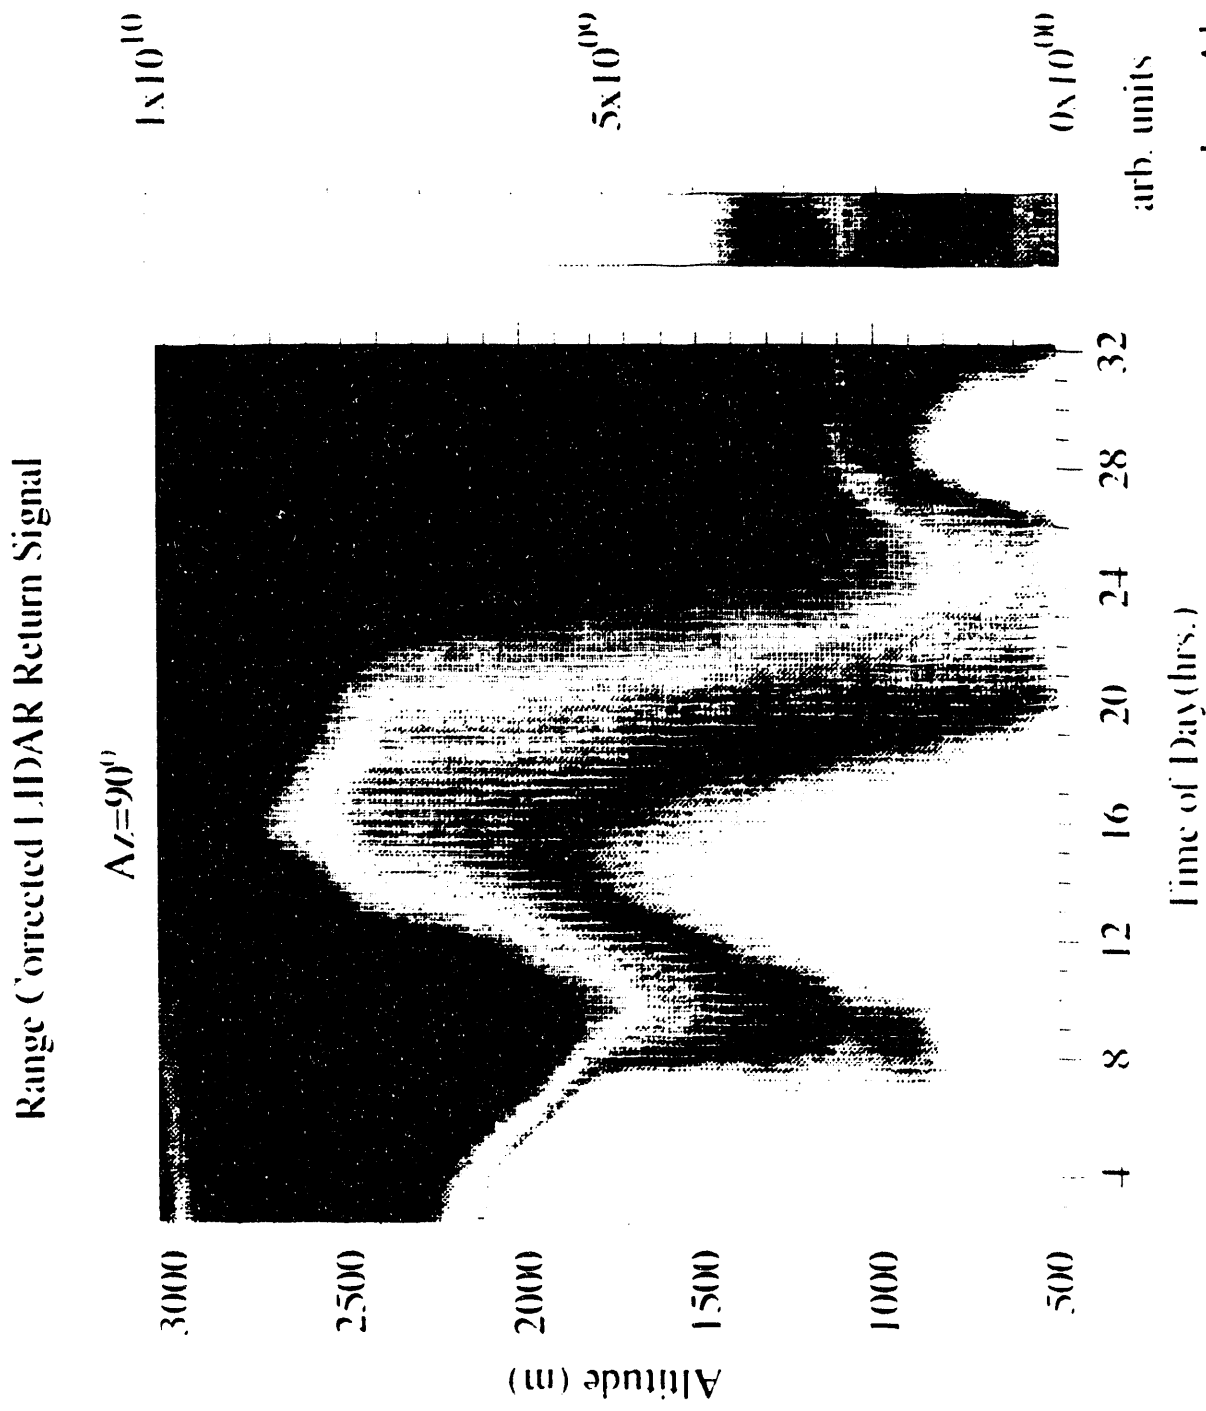 Range Corrected LIDAR Return Signal
Az=90⁰
3000
2500
2000
1500
1000
500
Altitude (m)
4
8
12
16
20
24
28
32
Time of Day(hrs.)
1x10¹⁰
5x10⁰⁹
0x10⁰⁰
arb. units